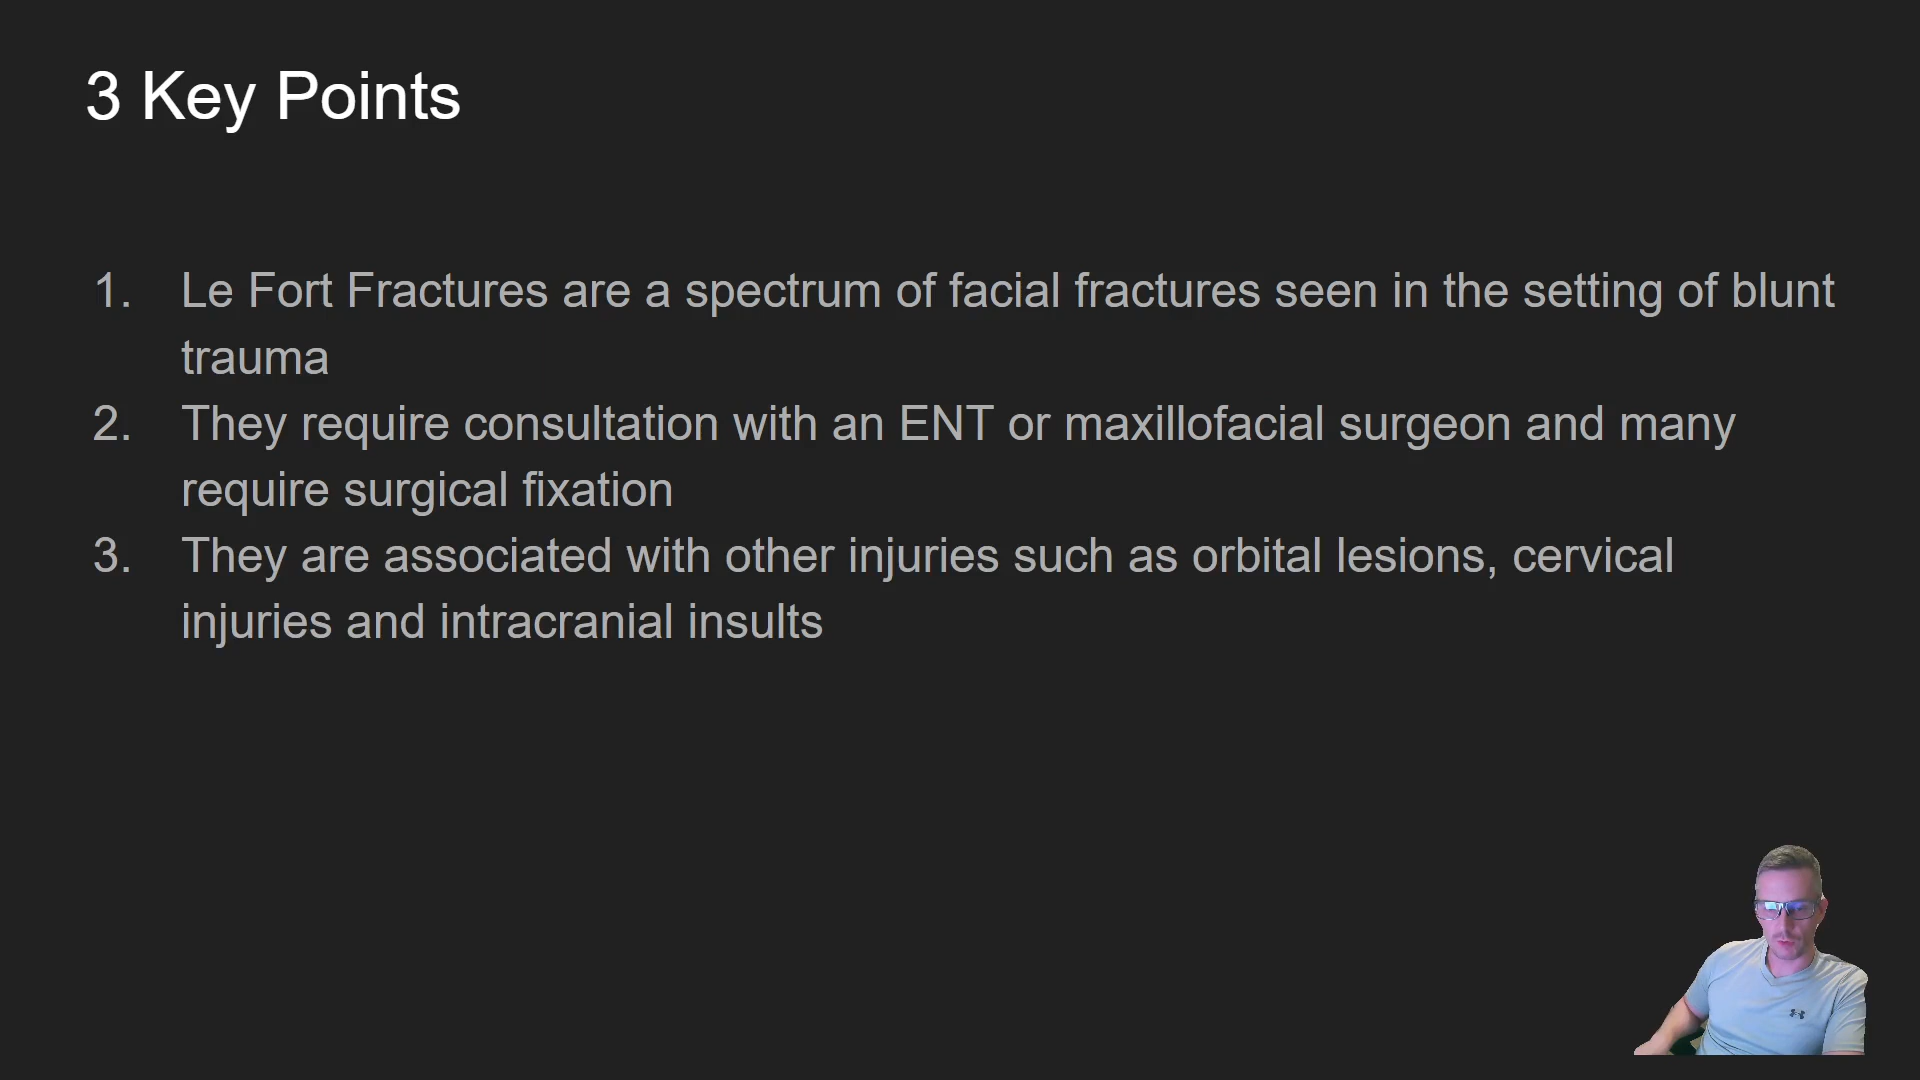 3 Key Points
1. Le Fort Fractures are a spectrum of facial fractures seen in the setting of blunt
trauma
2. They require consultation with an ENT or maxillofacial surgeon and many
require surgical fixation
3. They are associated with other injuries such as orbital lesions, cervical
injuries and intracranial insults